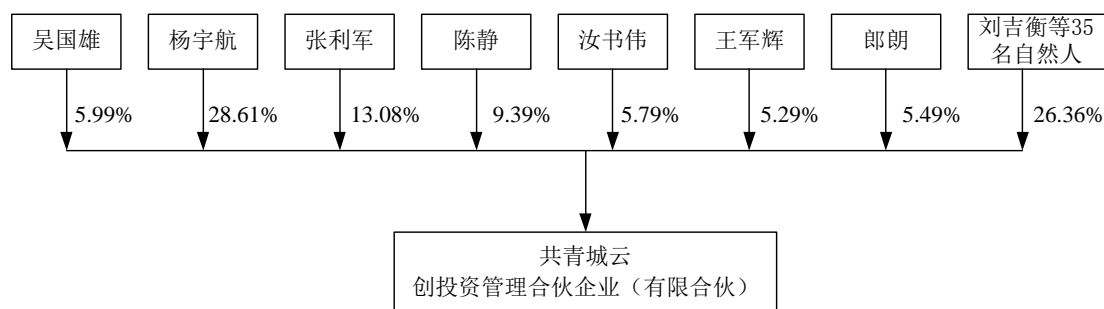 吴国雄
杨宇航
张利军
陈静
汝书伟
王军辉
郎朗
刘吉衡等35
名自然人
5.99%
28.61%
13.08%
9.39%
5.79%
5.29%
5.49%
26.36%
共青城云
创投资管理合伙企业（有限合伙）